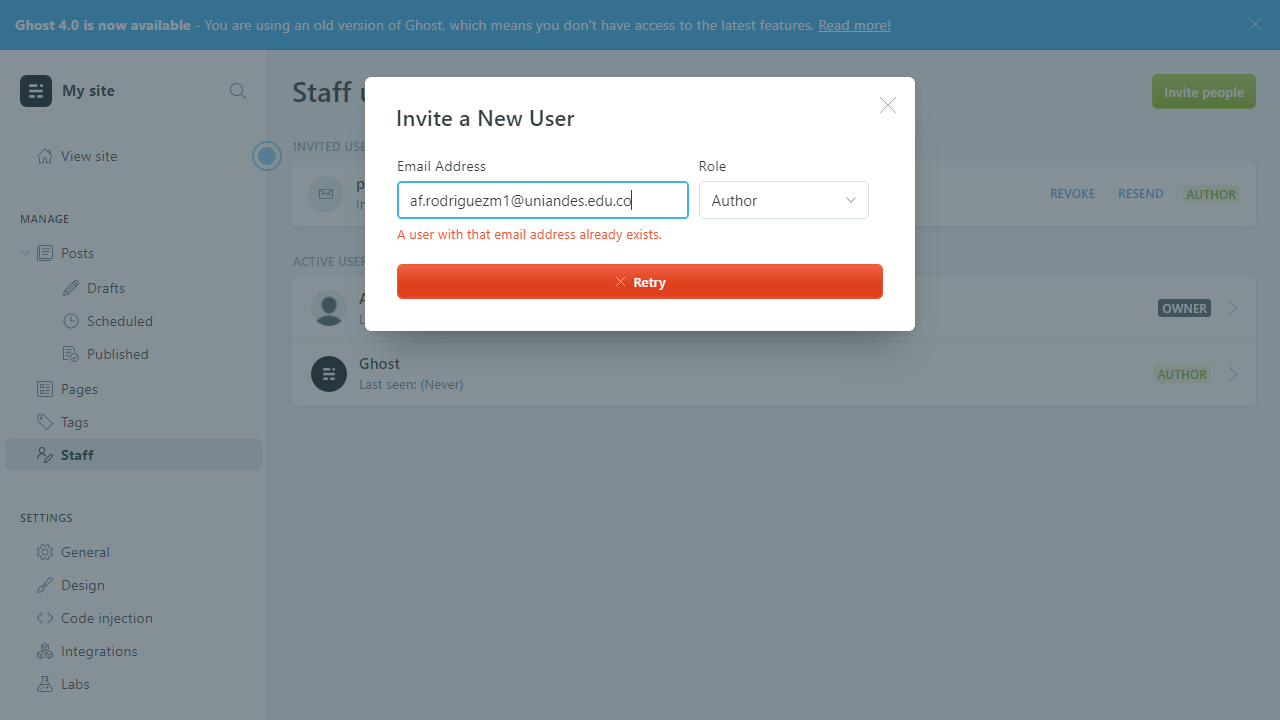 Ghost 4.0 is now available - You are using an old version of Ghost, which means you don't have access to the latest features. Read more!
My site
View site
MANAGE
Posts
Drafts
Scheduled
Published
Pages
Tags
Staff
SETTINGS
General
Design
Code injection
Integrations
Labs
Staff
Invite people
INVITED USE
REVOKE RESEND AUTHOR
ACTIVE USER
OWNER
Ghost
Last seen: (Never)
AUTHOR
Invite a New User
Email Address Role
af.rodriguezm1@uniandes.edu.co Author
A user with that email address already exists.
Retry